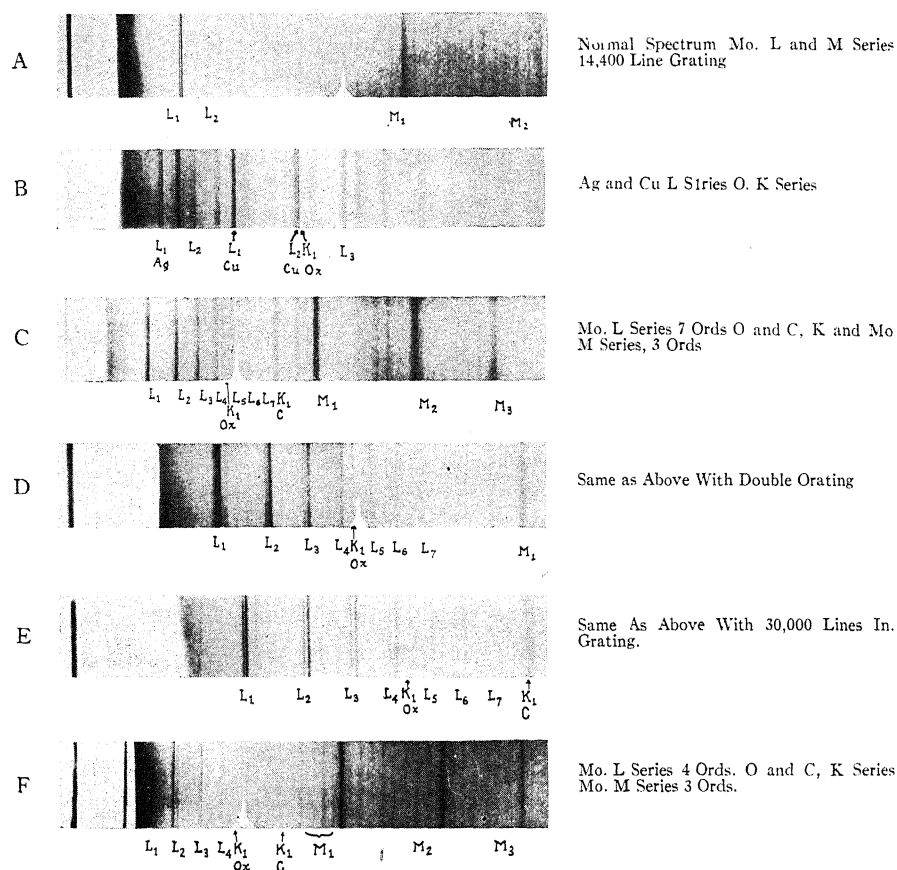 A
Normal Spectrum Mo. L and M Series
14,400 Line Grating
L₁ L₂ M₁ M₂
B
Ag and Cu L S1ries O. K Series
L₁ L₂ L₁ L₂ K₁ L₃
Ag Cu Cu Ox
C
Mo. L Series 7 Ords O and C, K and Mo
M Series, 3 Ords
L₁ L₂ L₃ L₄ L₅ L₆ L₇ K₁ M₁ M₂ M₃
K₁ C
Ox
D
Same as Above With Double Orating
L₁ L₂ L₃ L₄ K₁ L₅ L₆ L₇ M₁
Ox
E
Same As Above With 30,000 Lines In.
Grating.
L₁ L₂ L₃ L₄ K₁ L₅ L₆ L₇ K₁
Ox C
F
Mo. L Series 4 Ords. O and C, K Series
Mo. M Series 3 Ords.
L₁ L₂ L₃ L₄ K₁ K₁ M₁ M₂ M₃
Ox C